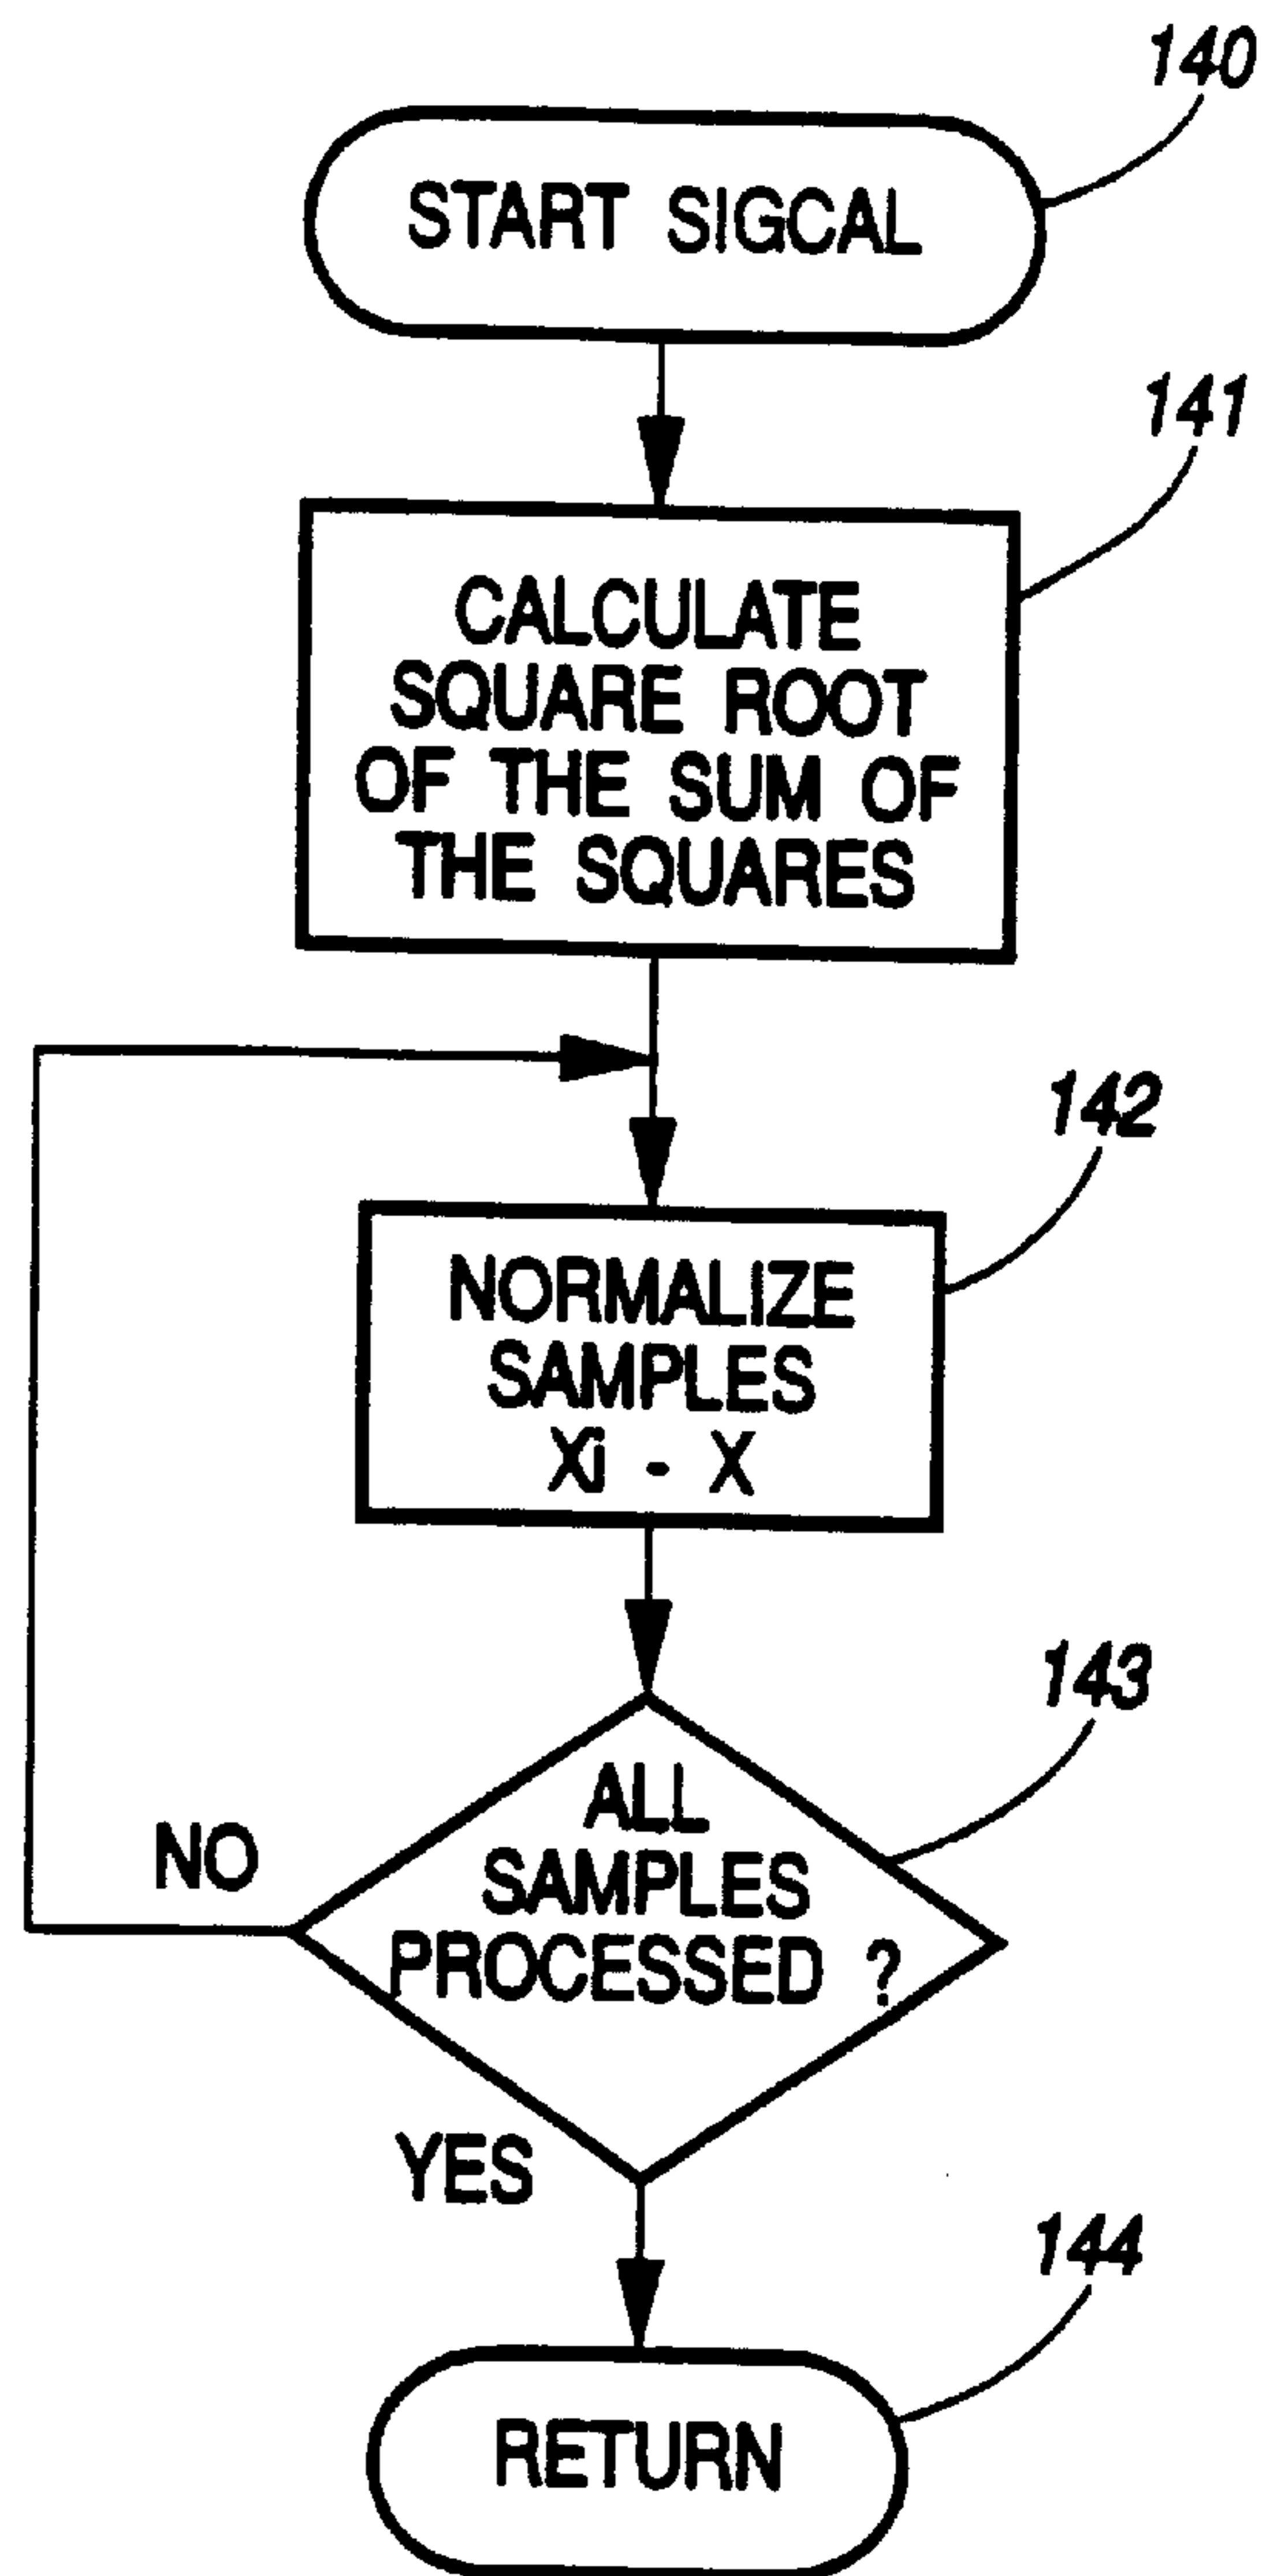 140
START SIGCAL
141
CALCULATE
SQUARE ROOT
OF THE SUM OF
THE SQUARES
142
NORMALIZE
SAMPLES
Xi - X
143
ALL
SAMPLES
PROCESSED ?
NO
YES
144
RETURN